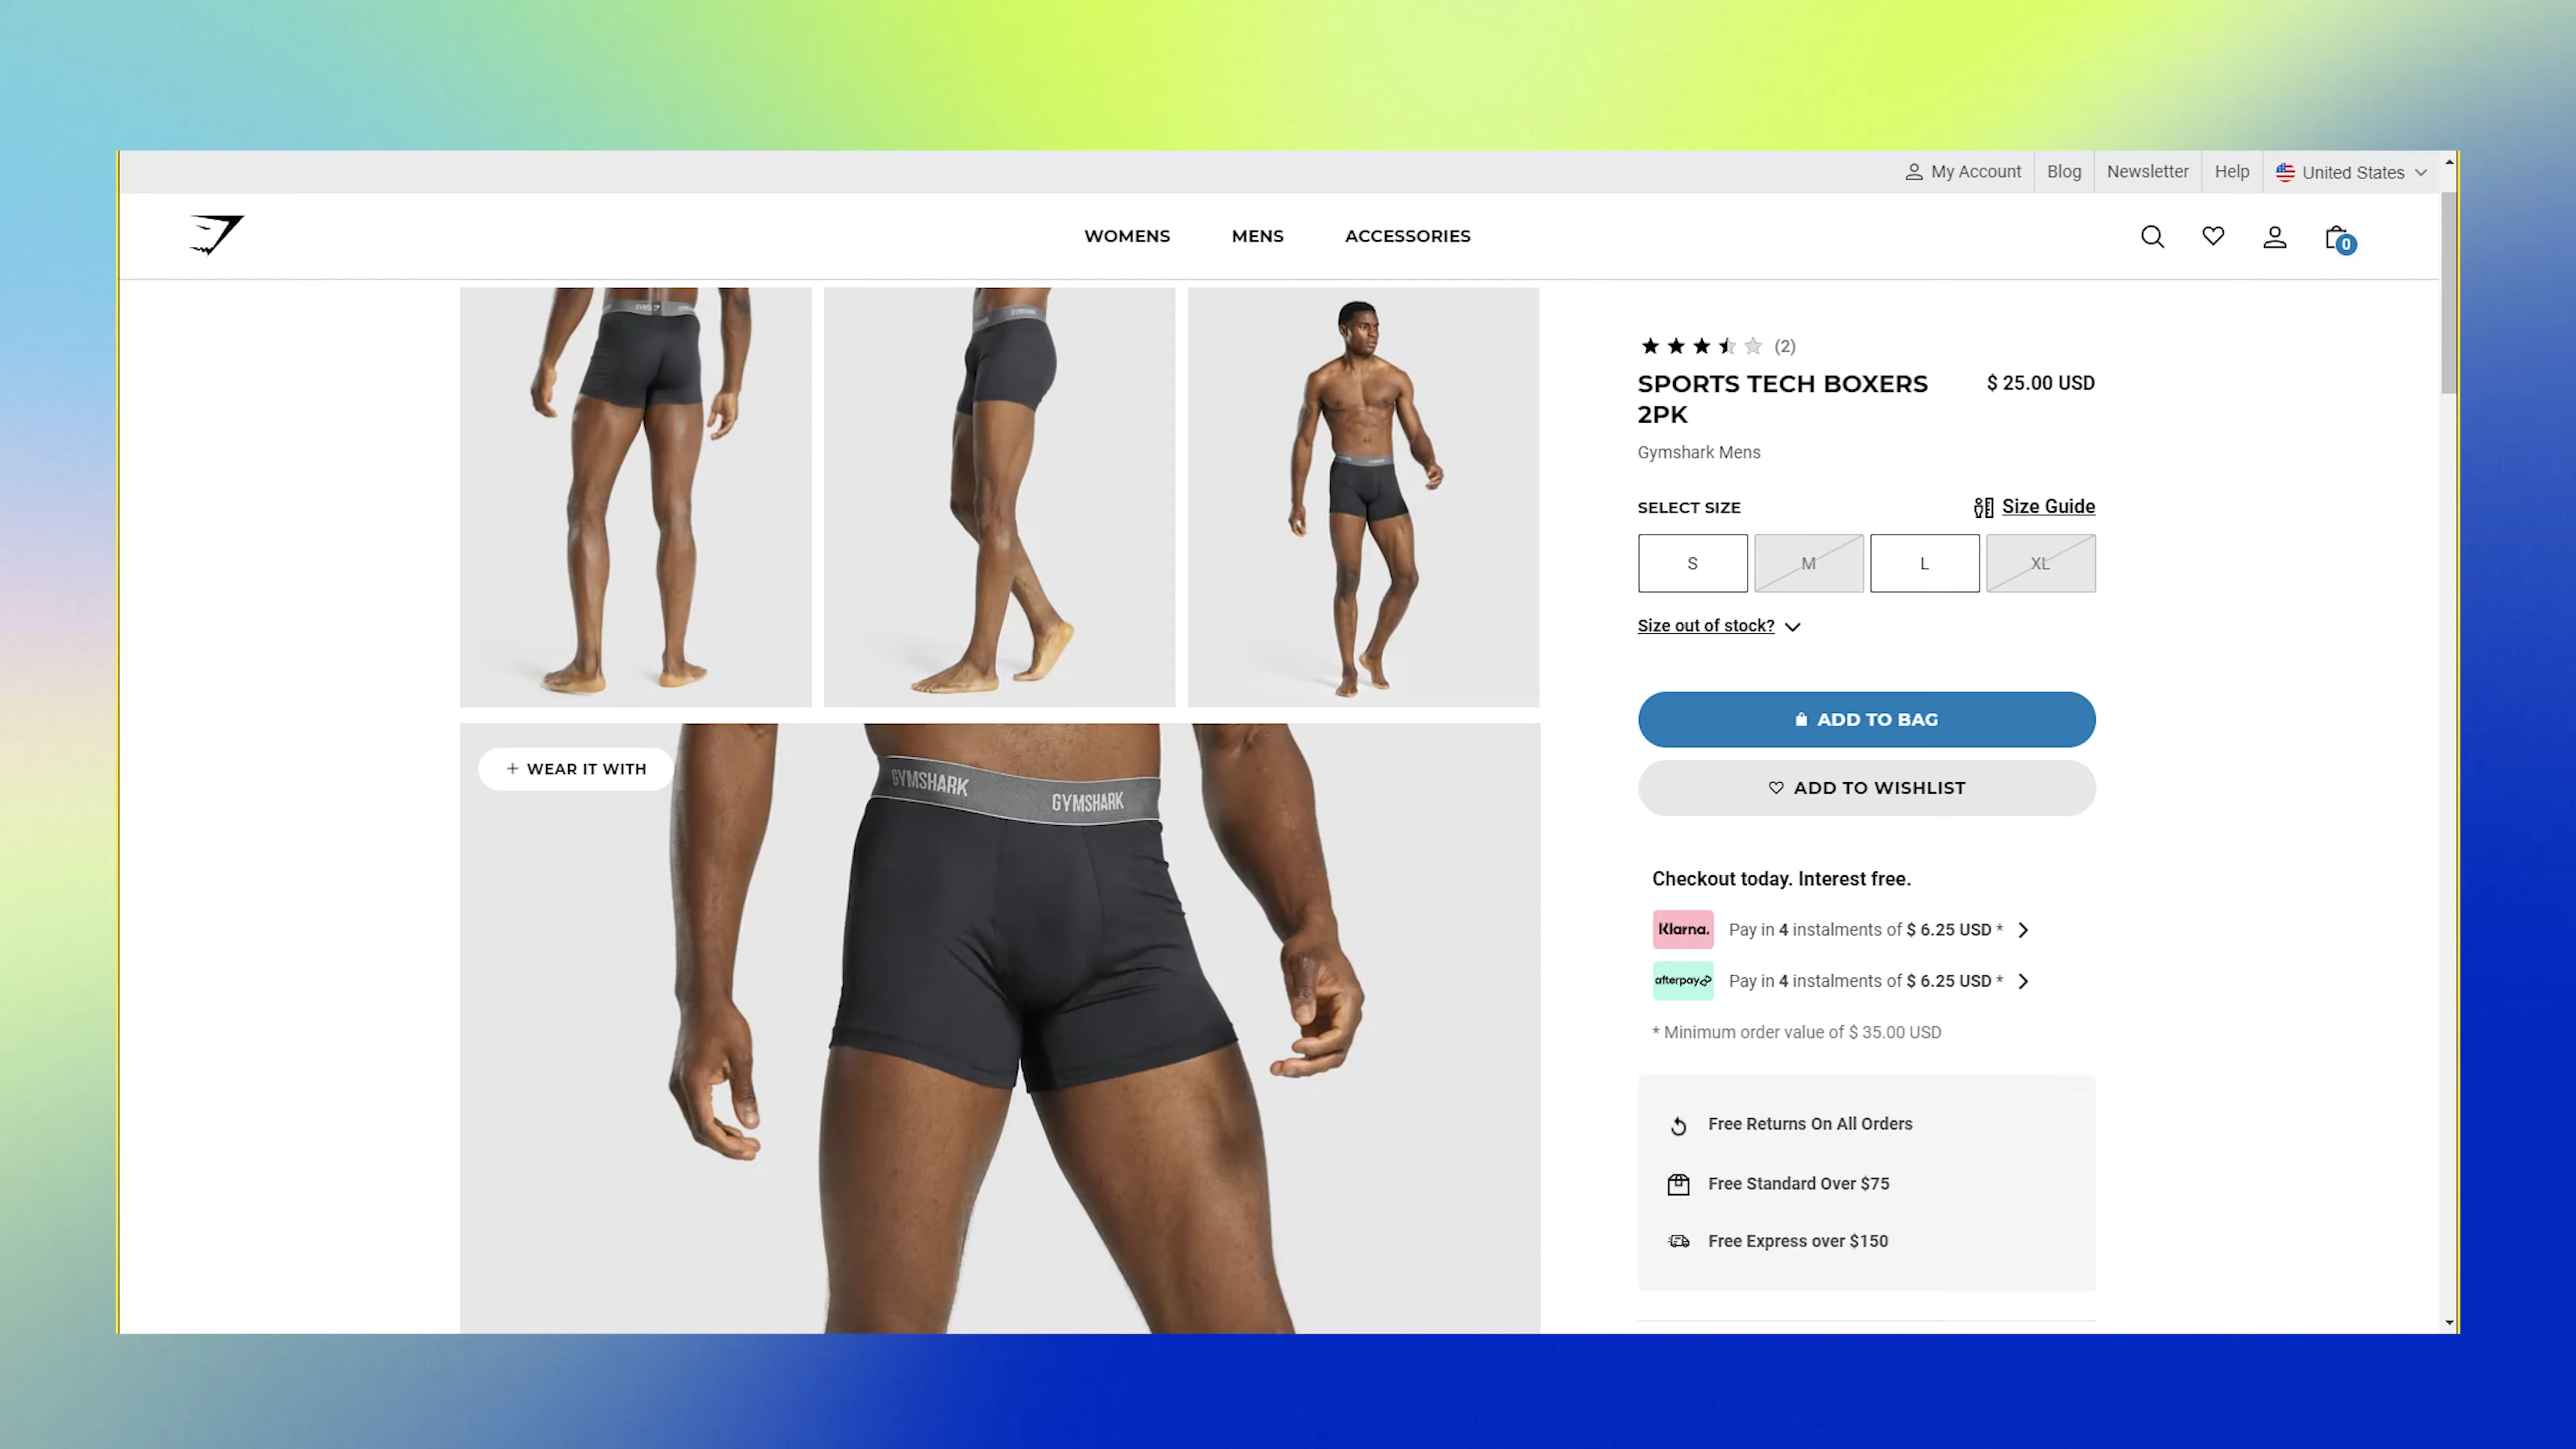 My Account
Blog
Newsletter
Help
United States
WOMENS
MENS
ACCESSORIES
0
(2)
SPORTS TECH BOXERS
2PK
$ 25.00 USD
Gymshark Mens
SELECT SIZE
Size Guide
S
M
L
XL
Size out of stock?
ADD TO BAG
ADD TO WISHLIST
+ WEAR IT WITH
GYMSHARK
GYMSHARK
Checkout today. Interest free.
Klarna.
Pay in 4 instalments of $ 6.25 USD *
afterpay
Pay in 4 instalments of $ 6.25 USD *
* Minimum order value of $ 35.00 USD
Free Returns On All Orders
Free Standard Over $75
Free Express over $150